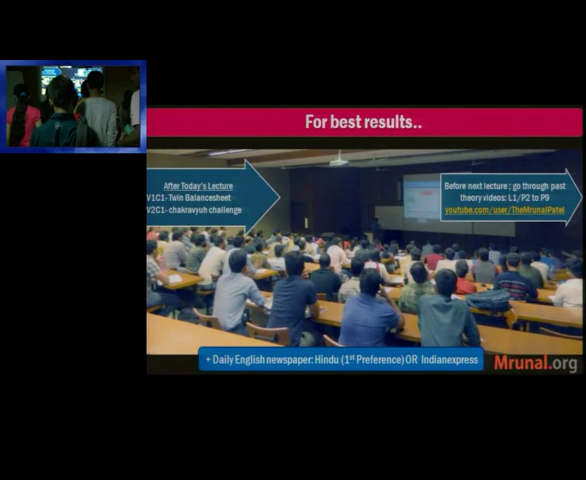 For best results..
After Today's Lecture
V1C1- Twin Balancesheet
V2C1- chakravyuh challenge
Before next lecture ; go through past
theory videos: L1/P2 to P9
youtube.com/user/TheMrunalPatel
+ Daily English newspaper: Hindu (1st Preference) OR Indianexpress
Mrunal.org